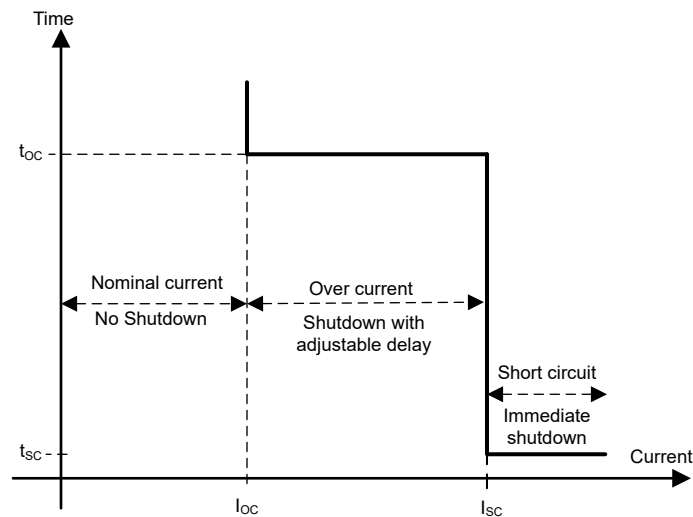 Time
tOC
Nominal current
No Shutdown
Over current
Shutdown with
adjustable delay
Short circuit
Immediate
shutdown
tSC
Current
IOC
ISC